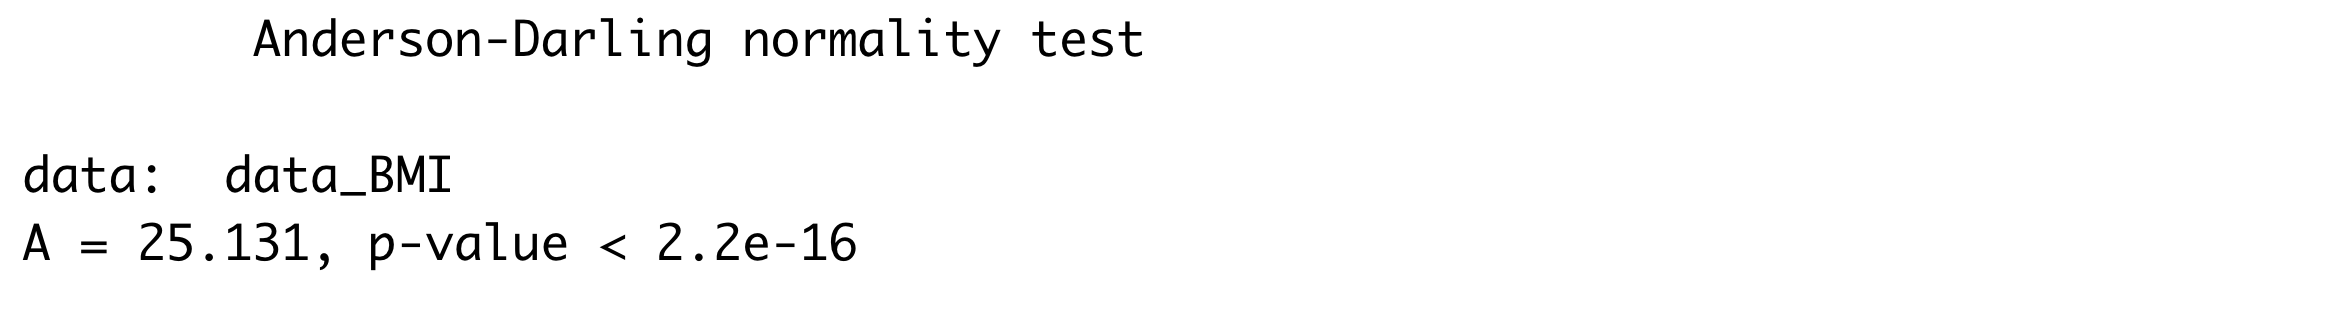 Anderson-Darling normality test
data:  data_BMI
A = 25.131, p-value < 2.2e-16